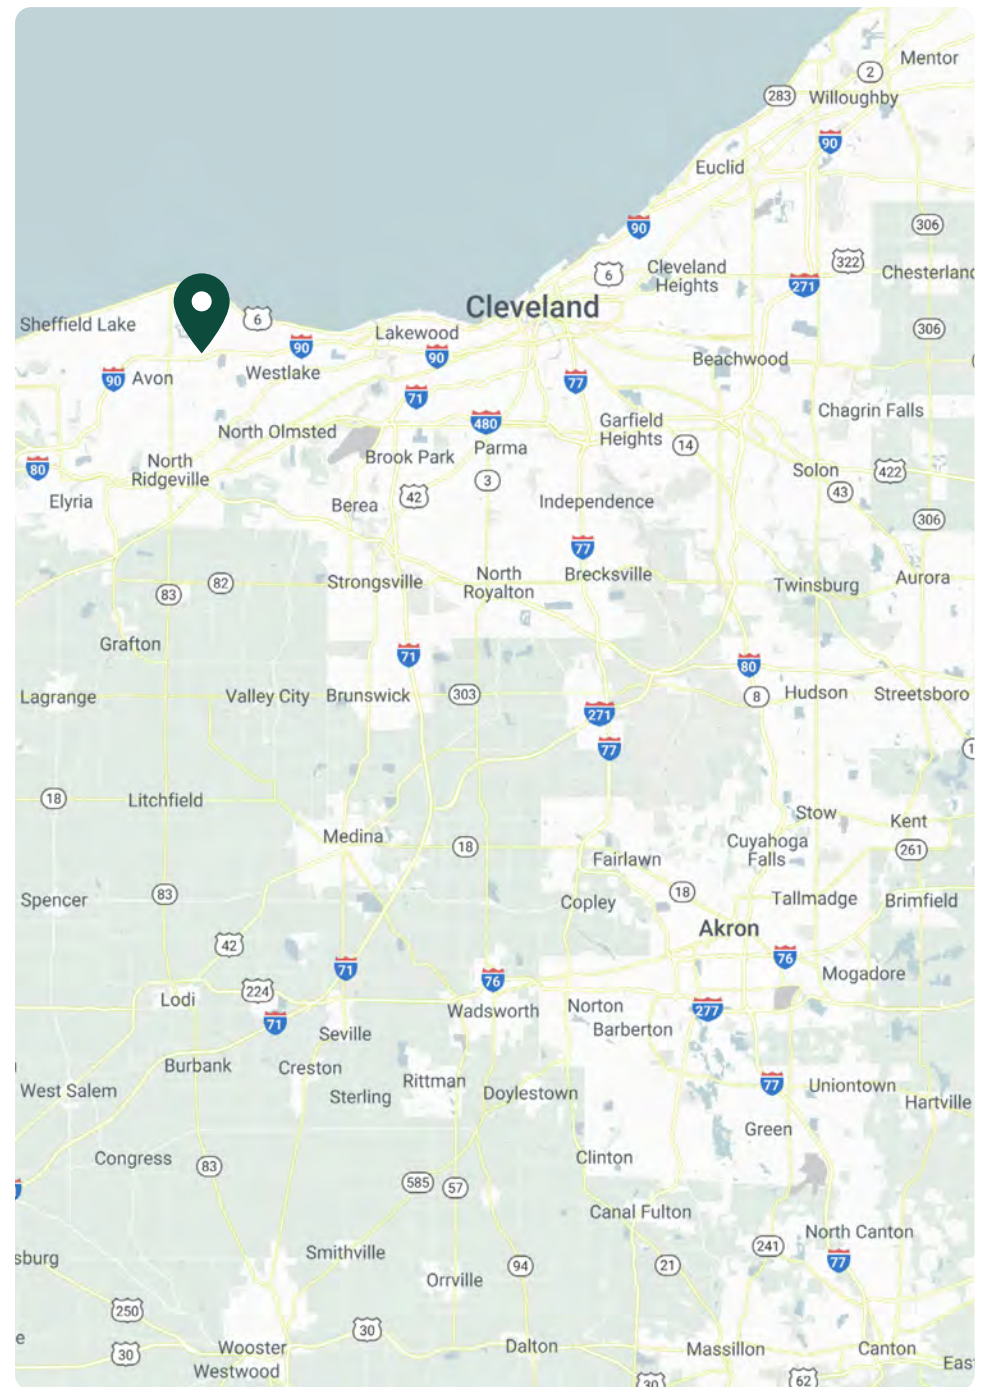 Mentor
2
283
Willoughby
90
Euclid
306
90
322
6
Cleveland
Heights
Chesterland
271
Cleveland
6
Sheffield Lake
306
Lakewood
90
90
Beachwood
Westlake
90
Avon
77
71
Chagrin Falls
480
Garfield
Heights
North Olmsted
14
Parma
Brook Park
North
Ridgeville
80
Solon
422
3
43
42
Elyria
Berea
Independence
306
77
North
Royalton
Brecksville
Aurora
Strongsville
82
Twinsburg
83
Grafton
71
80
Lagrange
Valley City
Brunswick
303
8
Hudson
Streetsboro
271
77
1
18
Litchfield
Stow
Kent
Medina
Cuyahoga
Falls
18
261
Fairlawn
83
18
Spencer
Copley
Tallmadge
Brimfield
Akron
42
76
71
Mogadore
76
224
Lodi
Norton
277
Wadsworth
71
Barberton
Seville
Burbank
Creston
Rittman
77
Uniontown
West Salem
Sterling
Doylestown
Hartville
Green
Congress
83
Clinton
585
57
Canal Fulton
North Canton
241
Smithville
sburg
77
94
21
Orrville
250
30
Wooster
Dalton
Massillon
Canton
30
e
East
Westwood
62
30